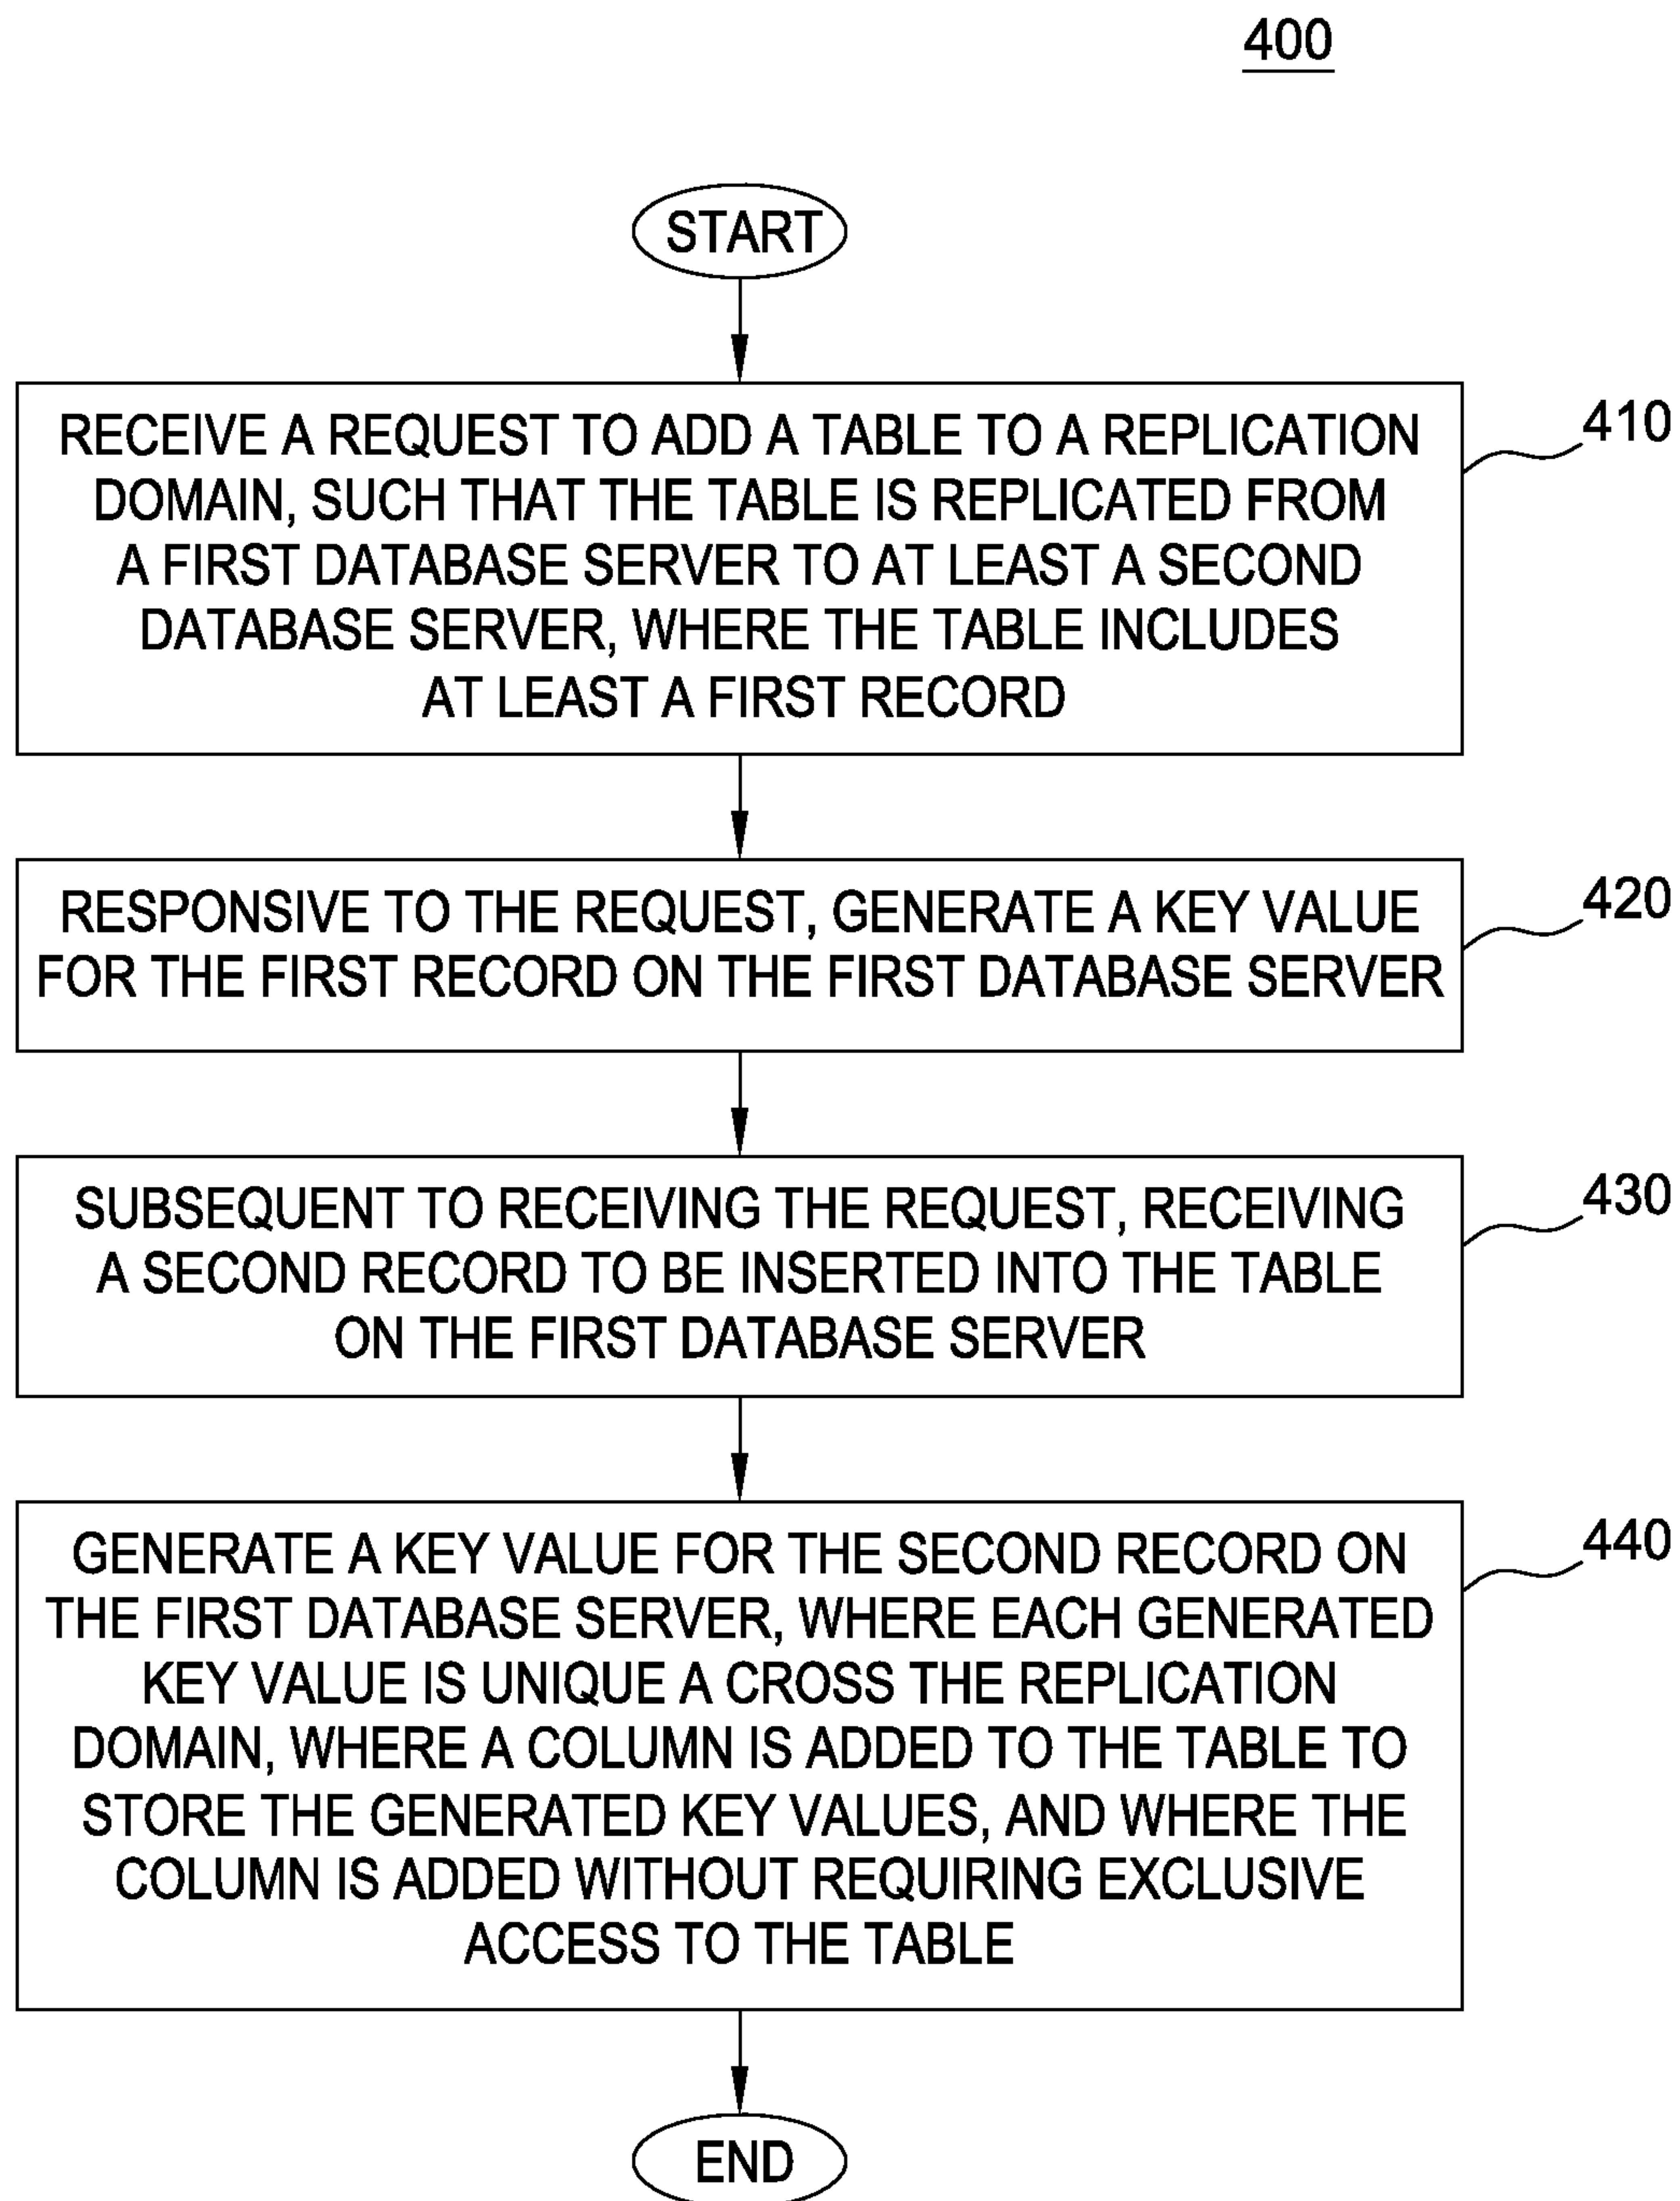 400
START
RECEIVE A REQUEST TO ADD A TABLE TO A REPLICATION
DOMAIN, SUCH THAT THE TABLE IS REPLICATED FROM
A FIRST DATABASE SERVER TO AT LEAST A SECOND
DATABASE SERVER, WHERE THE TABLE INCLUDES
AT LEAST A FIRST RECORD
410
RESPONSIVE TO THE REQUEST, GENERATE A KEY VALUE
FOR THE FIRST RECORD ON THE FIRST DATABASE SERVER
420
SUBSEQUENT TO RECEIVING THE REQUEST, RECEIVING
A SECOND RECORD TO BE INSERTED INTO THE TABLE
ON THE FIRST DATABASE SERVER
430
GENERATE A KEY VALUE FOR THE SECOND RECORD ON
THE FIRST DATABASE SERVER, WHERE EACH GENERATED
KEY VALUE IS UNIQUE A CROSS THE REPLICATION
DOMAIN, WHERE A COLUMN IS ADDED TO THE TABLE TO
STORE THE GENERATED KEY VALUES, AND WHERE THE
COLUMN IS ADDED WITHOUT REQUIRING EXCLUSIVE
ACCESS TO THE TABLE
440
END